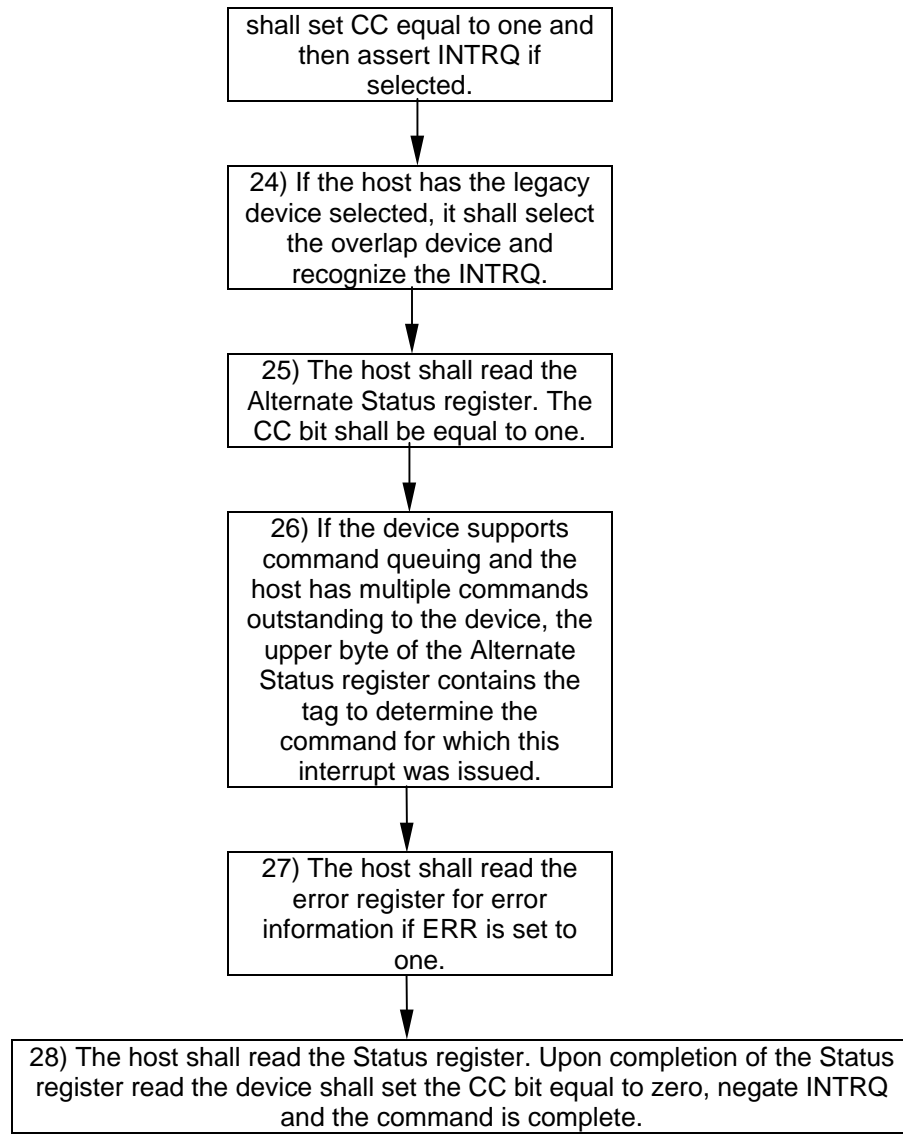 shall set CC equal to one and
then assert INTRQ if
selected.
24) If the host has the legacy
device selected, it shall select
the overlap device and
recognize the INTRQ.
25) The host shall read the
Alternate Status register. The
CC bit shall be equal to one.
26) If the device supports
command queuing and the
host has multiple commands
outstanding to the device, the
upper byte of the Alternate
Status register contains the
tag to determine the
command for which this
interrupt was issued.
27) The host shall read the
error register for error
information if ERR is set to
one.
28) The host shall read the Status register. Upon completion of the Status
register read the device shall set the CC bit equal to zero, negate INTRQ
and the command is complete.